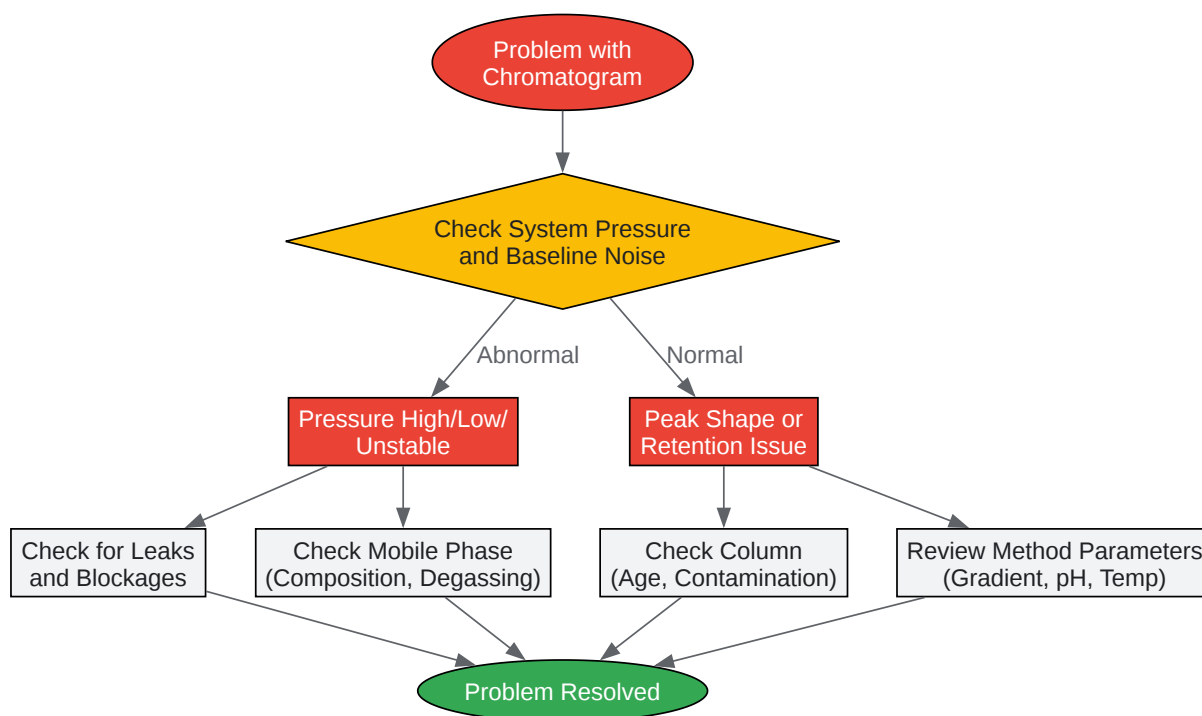 Problem with
Chromatogram
Check System Pressure
and Baseline Noise
Abnormal
Normal
Pressure High/Low/
Unstable
Peak Shape or
Retention Issue
Check for Leaks
and Blockages
Check Mobile Phase
(Composition, Degassing)
Check Column
(Age, Contamination)
Review Method Parameters
(Gradient, pH, Temp)
Problem Resolved